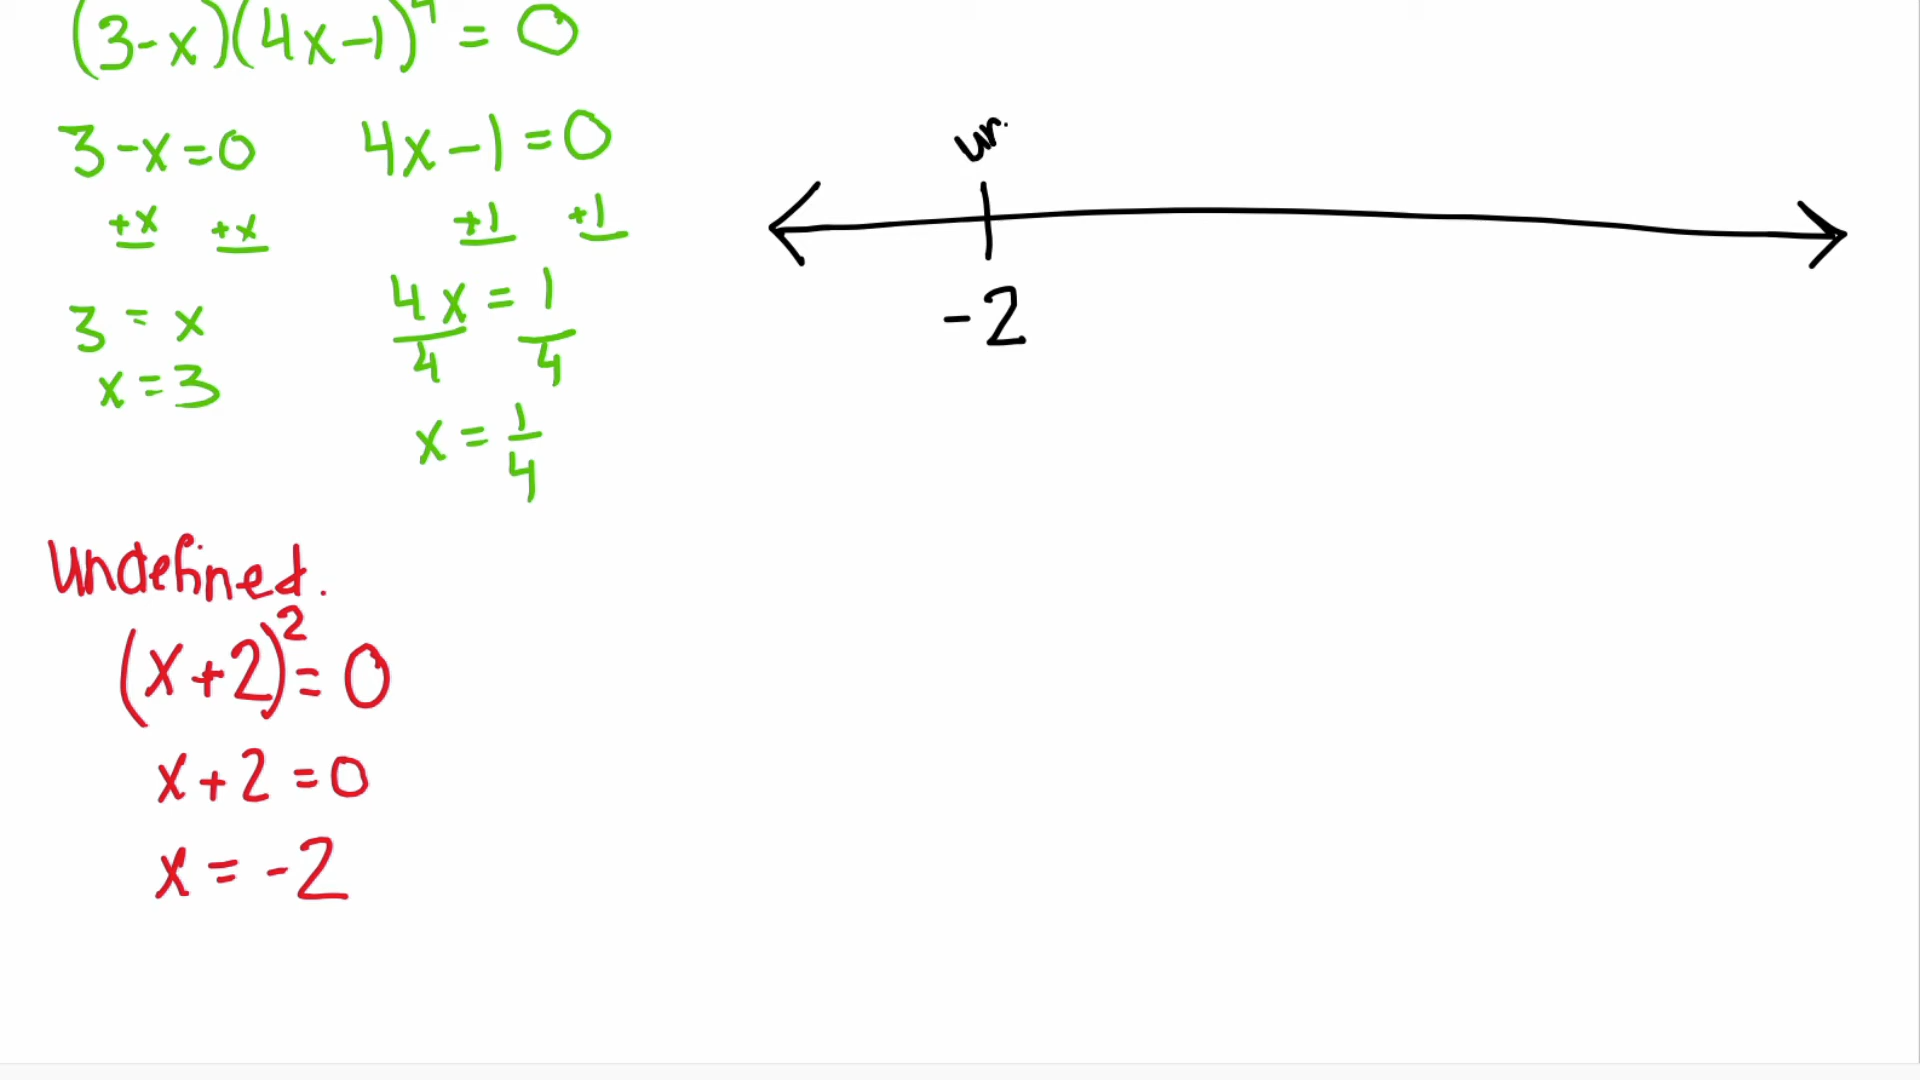 (3-x)(4x-1)⁴ = 0
3-x=0
+x +x
3 = x
x = 3
4x-1=0
+1 +1
4x = 1
4 4
x = 1/4
undefined.
(x+2)² = 0
x+2 = 0
x = -2
un.
-2